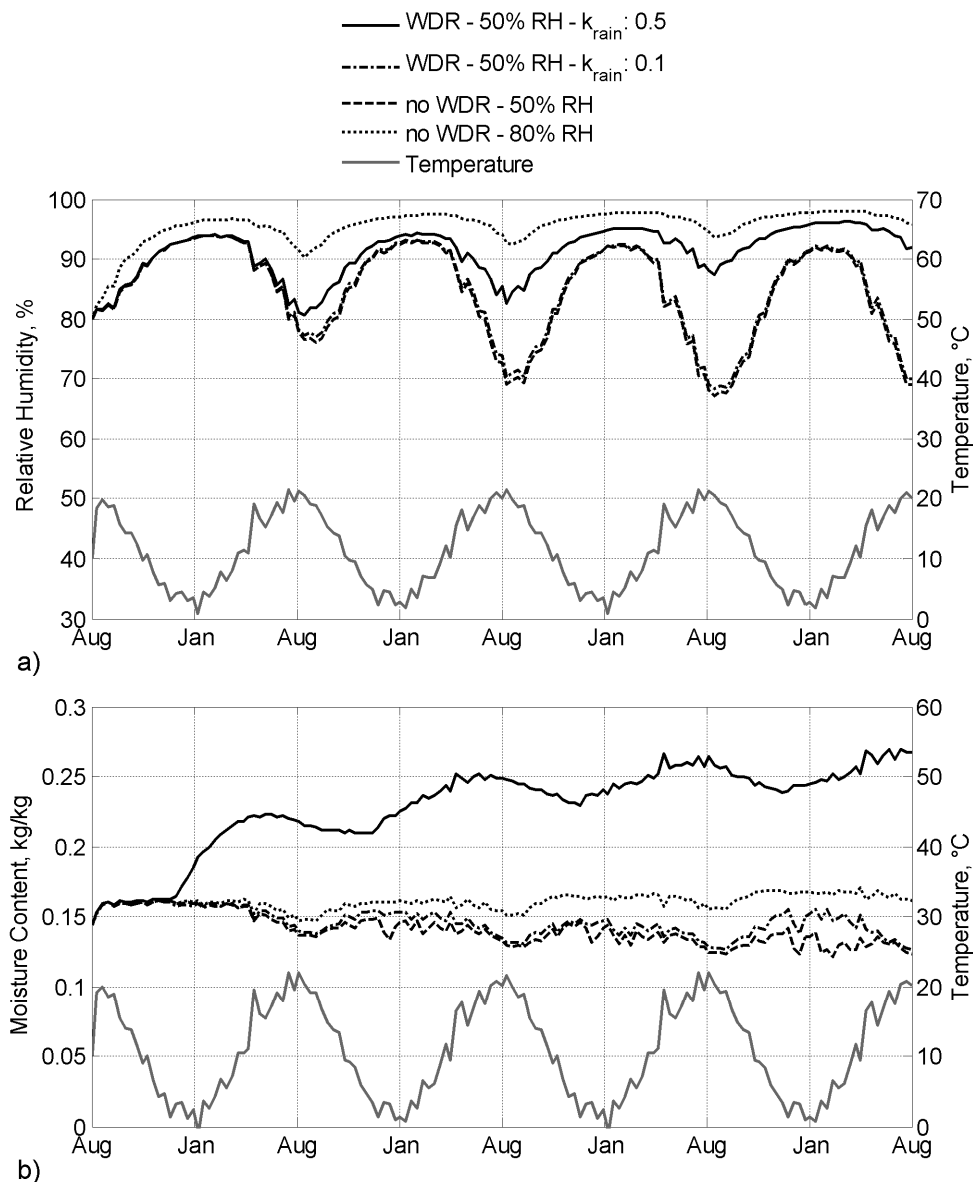 WDR - 50% RH - krain: 0.5
WDR - 50% RH - krain: 0.1
no WDR - 50% RH
no WDR - 80% RH
Temperature
Relative Humidity, %
100
90
80
70
60
50
40
30
70
60
50
40
30
20
10
0
Temperature, °C
Aug Jan Aug Jan Aug Jan Aug Jan Aug
a)
Moisture Content, kg/kg
0.3
0.25
0.2
0.15
0.1
0.05
0
60
50
40
30
20
10
0
Temperature, °C
Aug Jan Aug Jan Aug Jan Aug Jan Aug
b)